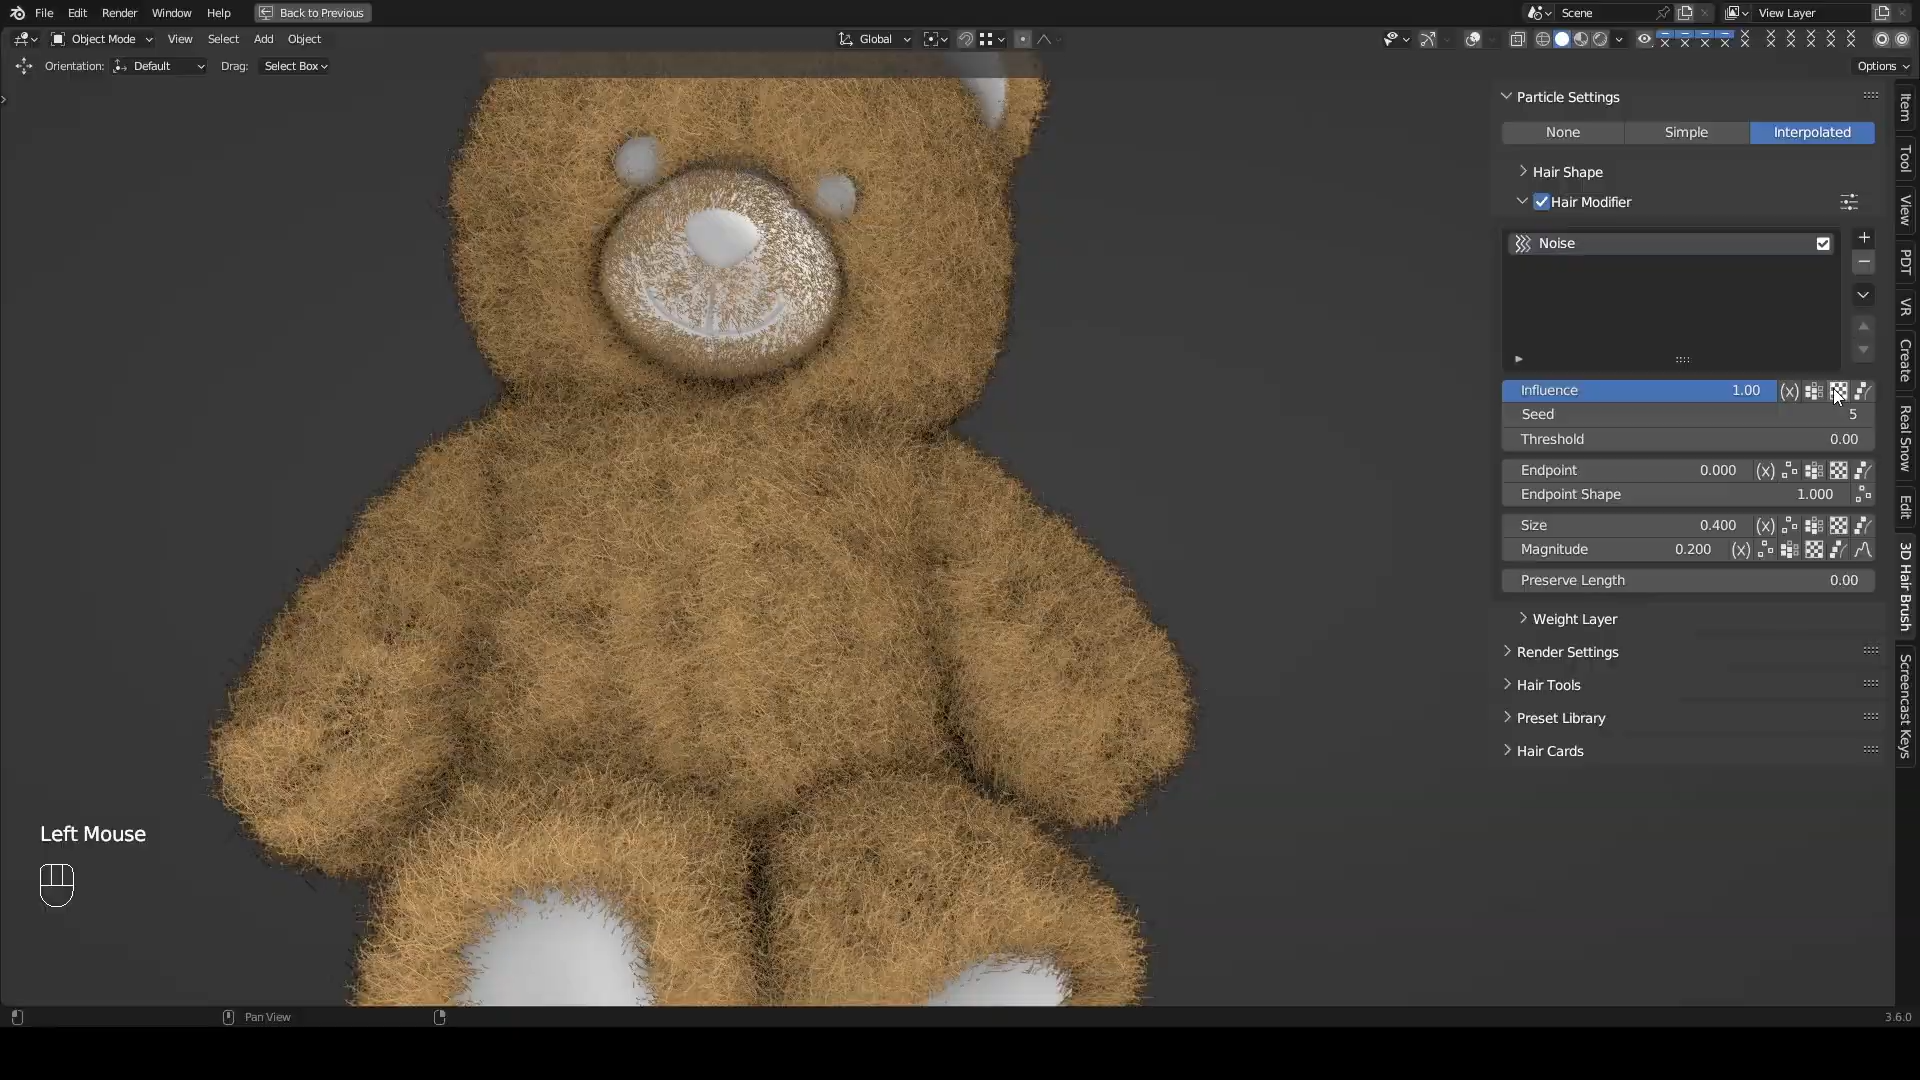 File Edit Render Window Help Back to Previous Scene View Layer
Object Mode View Select Add Object Global
Orientation: Default Drag: Select Box Options
Particle Settings
None Simple Interpolated
Hair Shape
Hair Modifier
Noise
Influence 1.00 (x)
Seed 5
Threshold 0.00
Endpoint 0.000 (x)
Endpoint Shape 1.000
Size 0.400 (x)
Magnitude 0.200 (x)
Preserve Length 0.00
Weight Layer
Render Settings
Hair Tools
Preset Library
Hair Cards
Item
Tool
View
PDT
VR
Create
Real Snow
Edit
3D Hair Brush
Screencast Keys
Left Mouse
Pan View 3.6.0